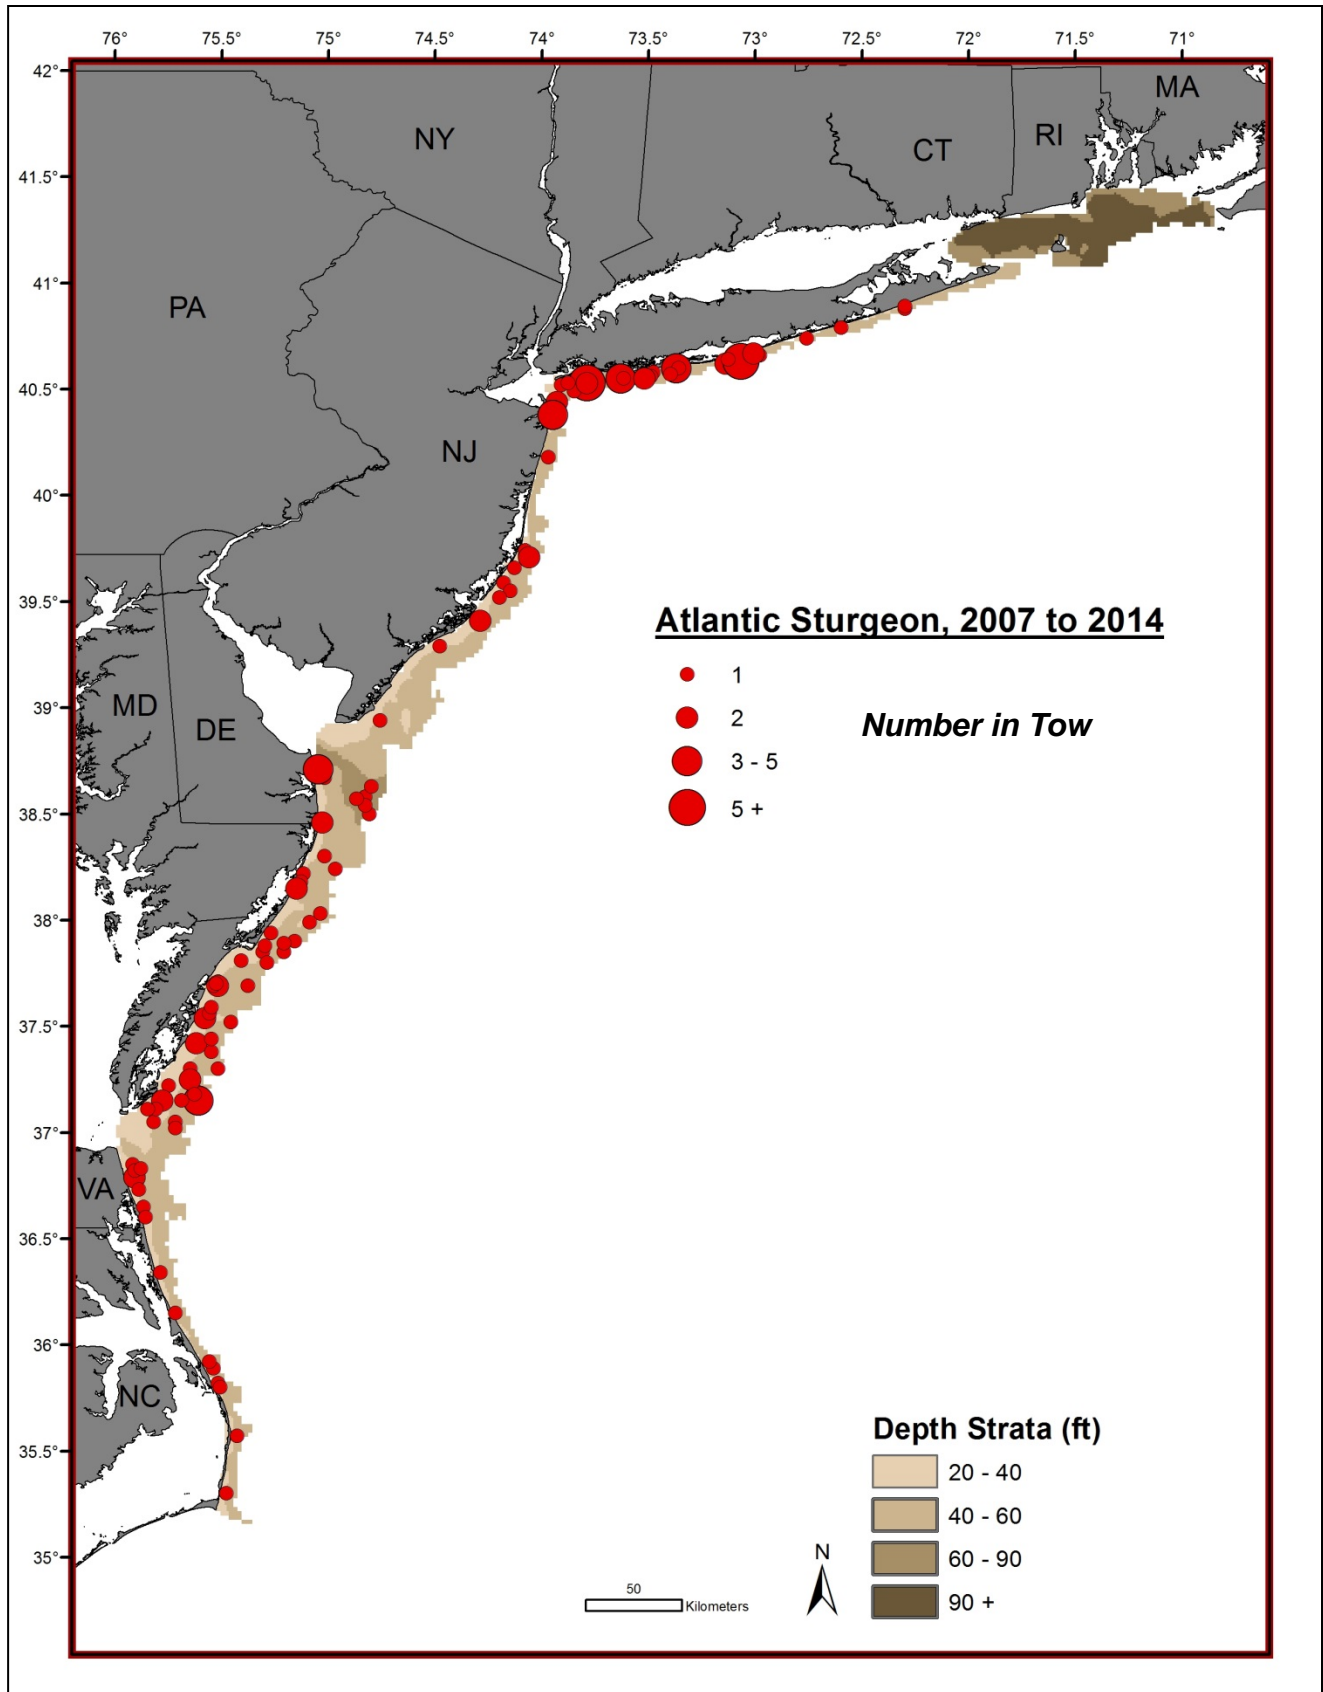 76° 75.5° 75° 74.5° 74° 73.5° 73° 72.5° 72° 71.5° 71°
42°
MA
NY
RI
CT
41.5°
41°
PA
40.5°
NJ
40°
39.5°
Atlantic Sturgeon, 2007 to 2014
1
MD
39°
2
Number in Tow
DE
3 - 5
5 +
38.5°
38°
37.5°
37°
VA
36.5°
36°
NC
35.5°
Depth Strata (ft)
20 - 40
40 - 60
35°
N
60 - 90
50
Kilometers
90 +